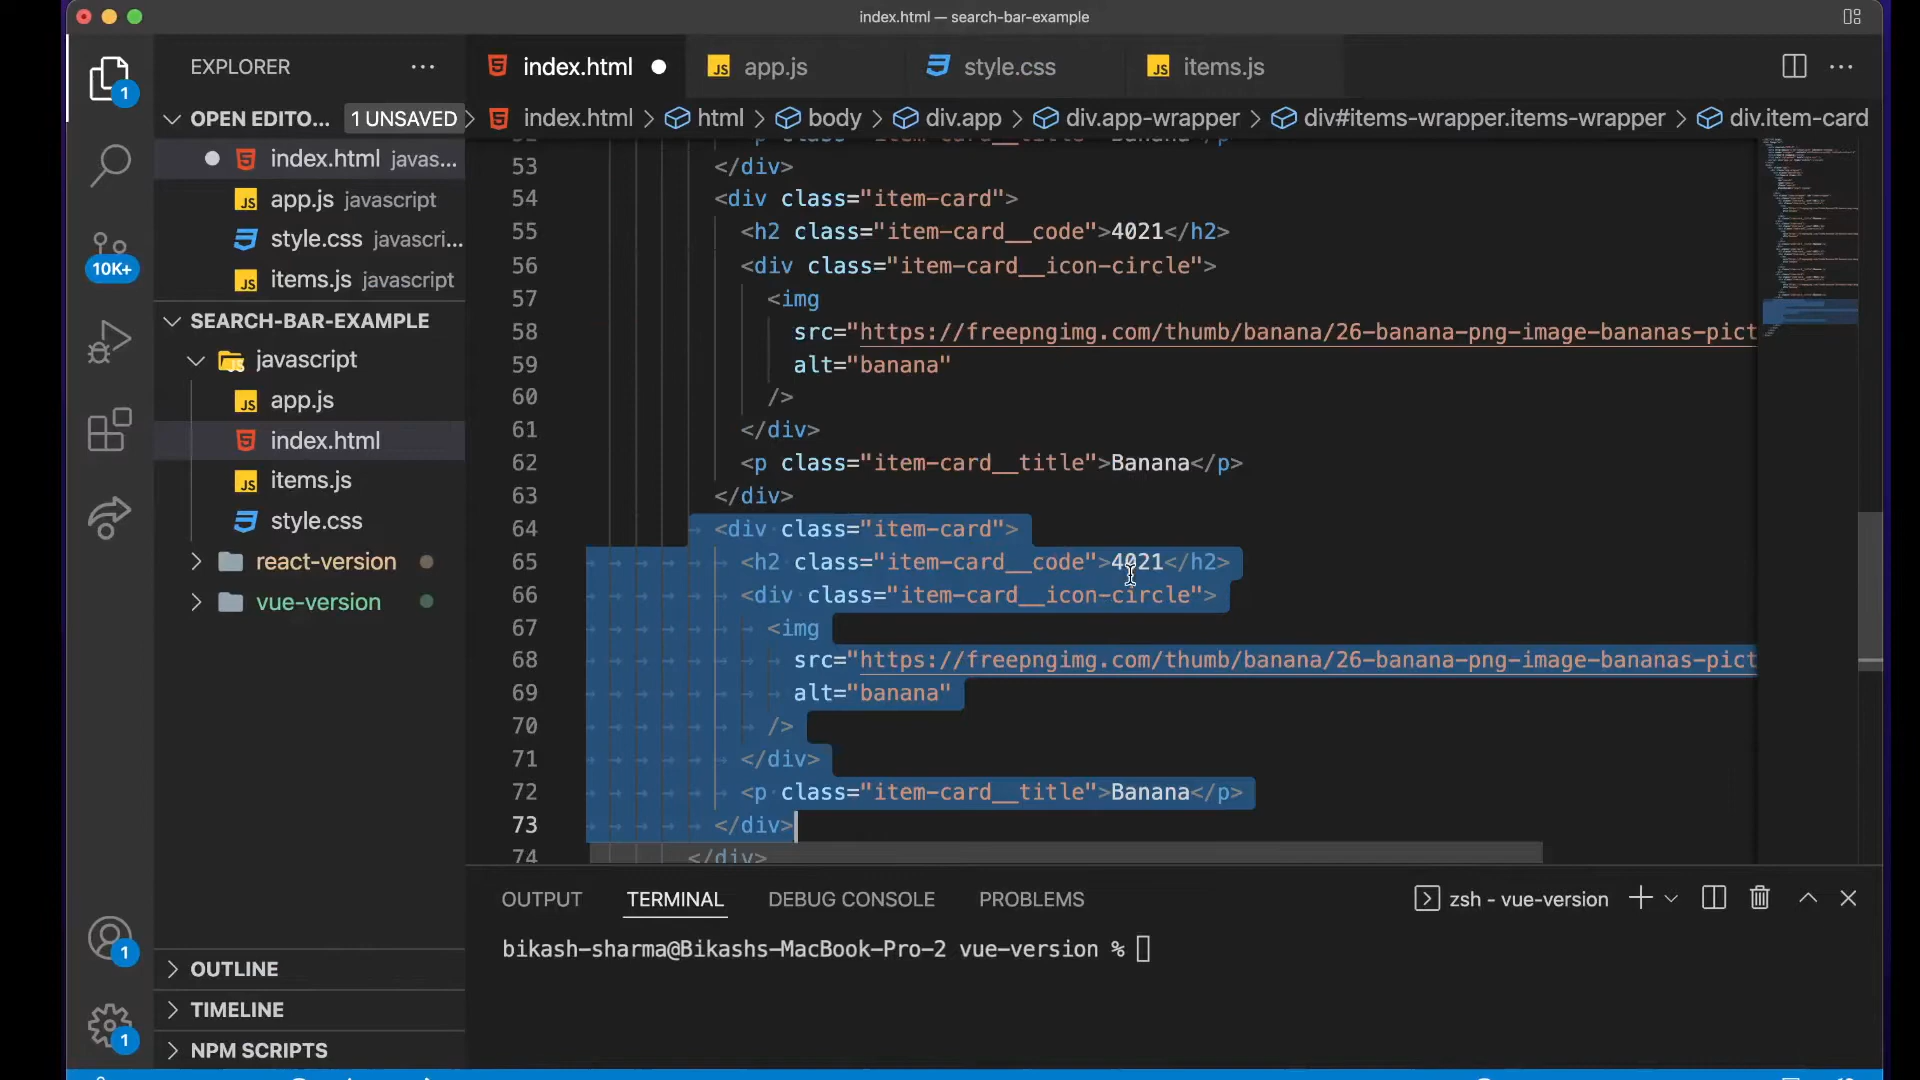 index.html — search-bar-example
EXPLORER
index.html
app.js
style.css
items.js
1
OPEN EDITO... 1 UNSAVED
index.html > html > body > div.app > div.app-wrapper > div#items-wrapper.items-wrapper > div.item-card
index.html javas...
app.js javascript
style.css javascri...
items.js javascript
10K+
SEARCH-BAR-EXAMPLE
javascript
app.js
index.html
items.js
style.css
react-version
vue-version
53 </div>
54 <div class="item-card">
55 <h2 class="item-card__code">4021</h2>
56 <div class="item-card__icon-circle">
57 <img
58 src="https://freepngimg.com/thumb/banana/26-banana-png-image-bananas-pict
59 alt="banana"
60 />
61 </div>
62 <p class="item-card__title">Banana</p>
63 </div>
64 <div class="item-card">
65 <h2 class="item-card__code">4021</h2>
66 <div class="item-card__icon-circle">
67 <img
68 src="https://freepngimg.com/thumb/banana/26-banana-png-image-bananas-pict
69 alt="banana"
70 />
71 </div>
72 <p class="item-card__title">Banana</p>
73 </div>
74 </div>
OUTPUT TERMINAL DEBUG CONSOLE PROBLEMS
zsh - vue-version
bikash-sharma@Bikashs-MacBook-Pro-2 vue-version %
1
OUTLINE
TIMELINE
1
NPM SCRIPTS